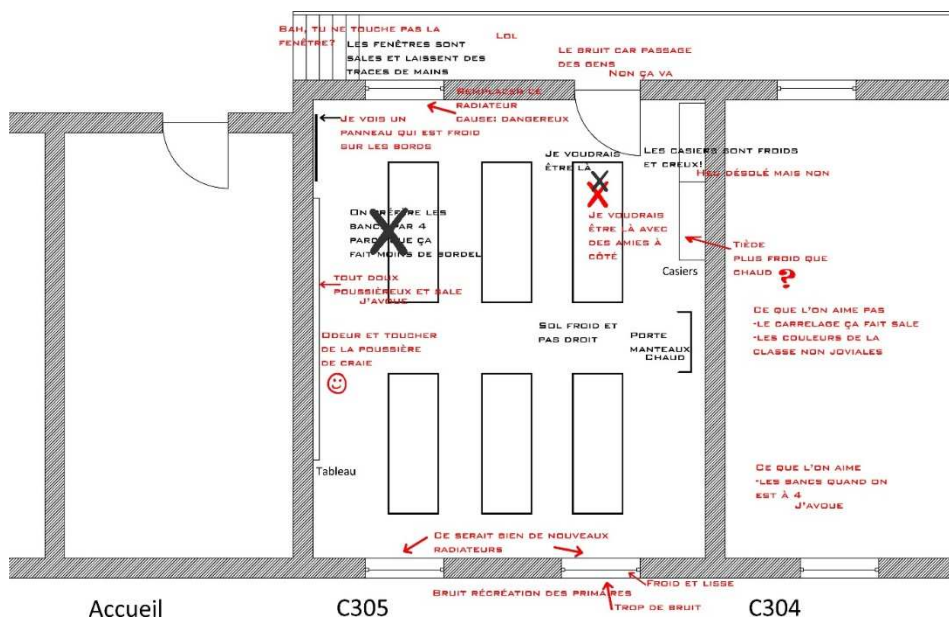 Bah, tu ne touche pas la
fenêtre?
Lol
Les fenêtres sont
sales et laissent des
traces de mains
Le bruit car passage
des gens
Non ça va
Remplacer le
radiateur
cause: dangereux
Je vois un
panneau qui est froid
sur les bords
Je voudrais
être là
Les casiers sont froids
et creux!
Heu désolé mais non
On préfère les
bancs par 4
parce que ça
fait moins de bordel
Je voudrais
être là avec
des amies à
côté
Tiède
plus froid que
chaud ?
Casiers
Tout doux
poussièreux et sale
J'avoue
Odeur et toucher
de la poussière
de craie
Sol froid et
pas droit
Porte
manteaux
chaud
Ce que l'on aime pas
-le carrelage ça fait sale
-les couleurs de la
classe non joviales
Tableau
Ce que l'on aime
-les bancs quand on
est à 4
J'avoue
Ce serait bien de nouveaux
radiateurs
Froid et lisse
Bruit récréation des primaires
Trop de bruit
Accueil
C305
C304